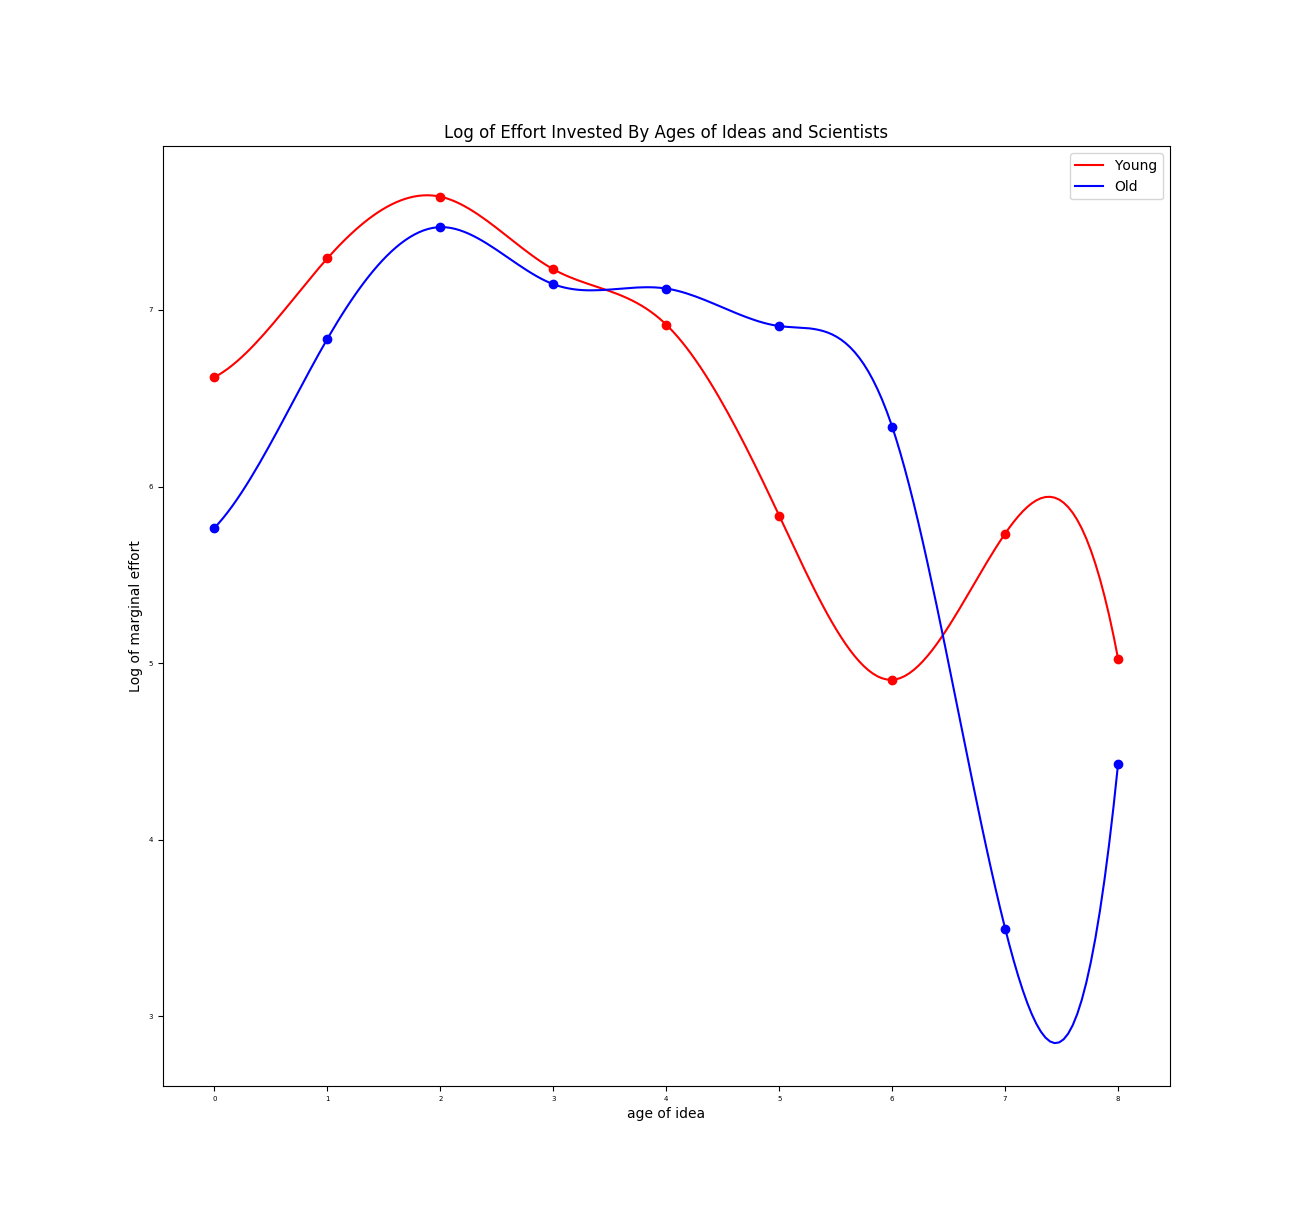 Log of Effort Invested By Ages of Ideas and Scientists
Young
Old
7
6
5
4
3
Log of marginal effort
0 1 2 3 4 5 6 7 8
age of idea